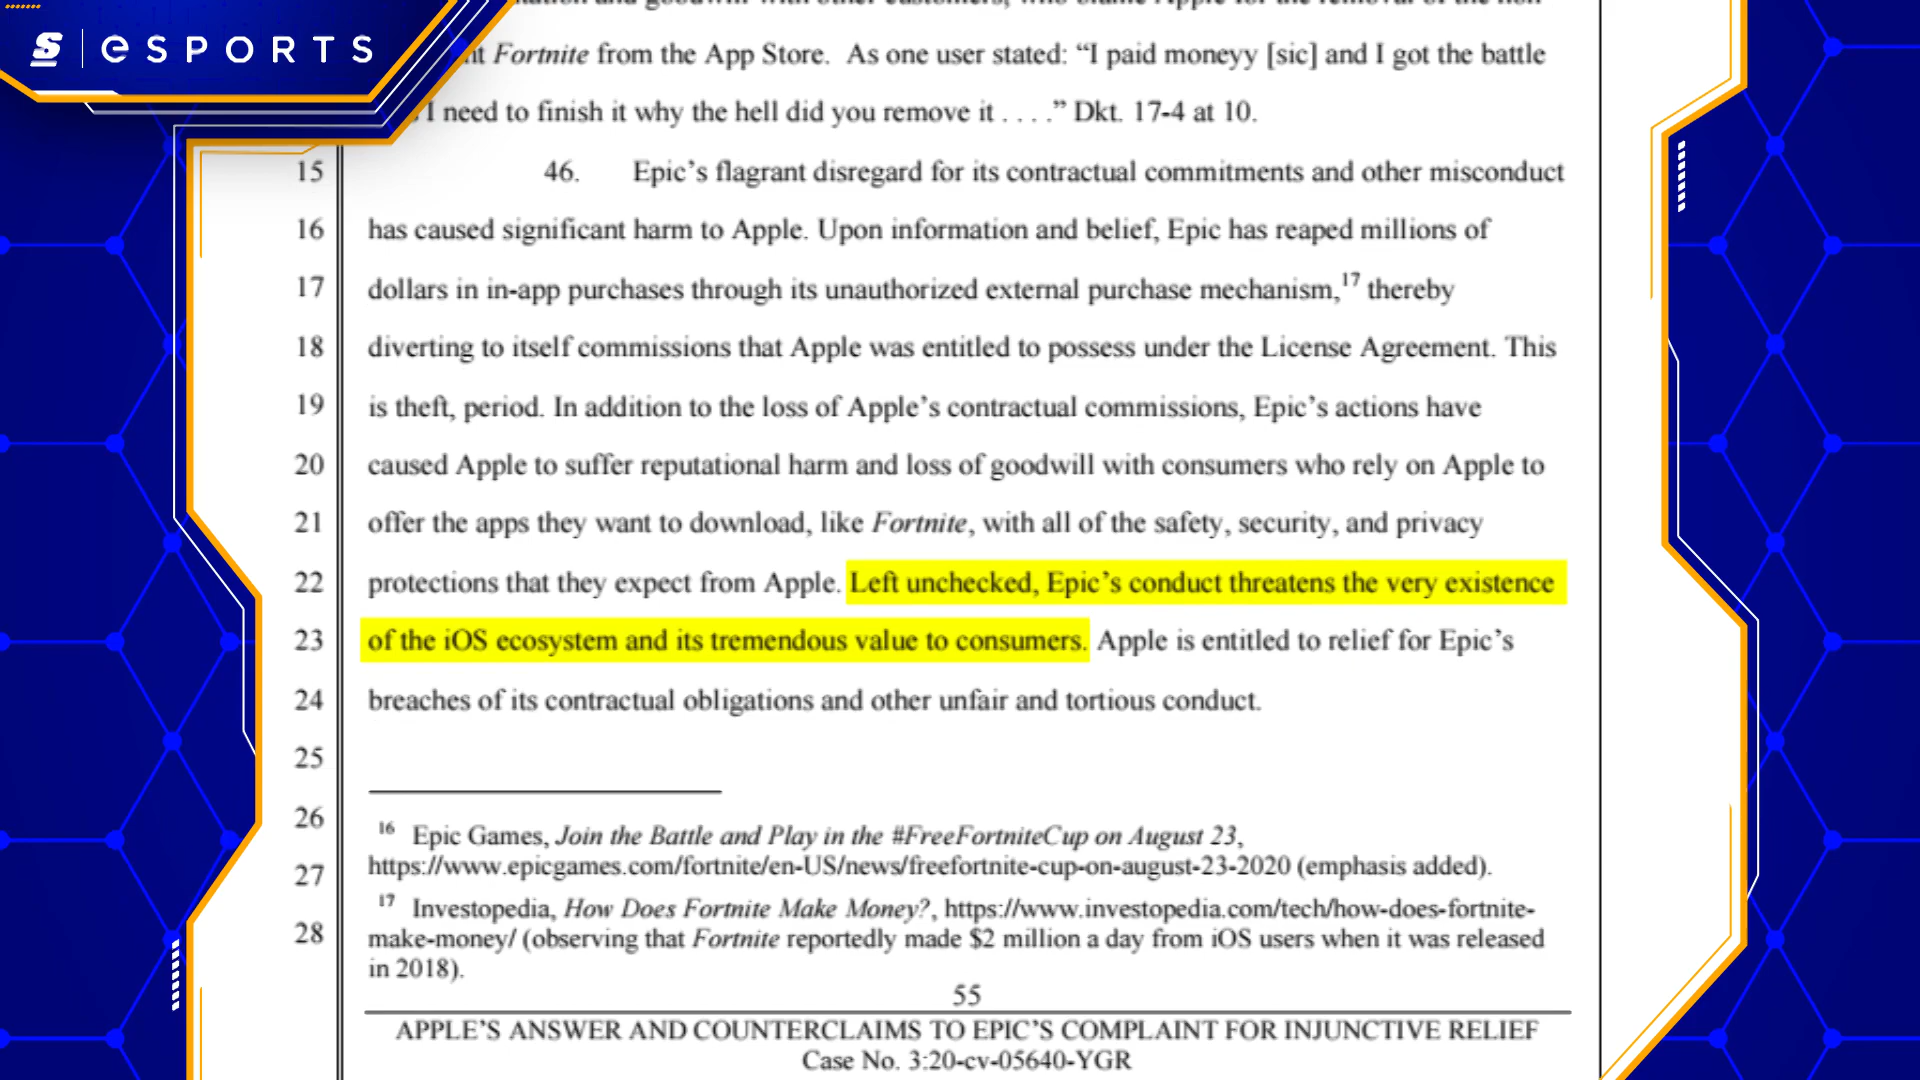 eSPORTS
nt Fortnite from the App Store. As one user stated: “I paid moneyy [sic] and I got the battle
I need to finish it why the hell did you remove it . . . .” Dkt. 17-4 at 10.
15 46. Epic’s flagrant disregard for its contractual commitments and other misconduct
16 has caused significant harm to Apple. Upon information and belief, Epic has reaped millions of
17 dollars in in-app purchases through its unauthorized external purchase mechanism,17 thereby
18 diverting to itself commissions that Apple was entitled to possess under the License Agreement. This
19 is theft, period. In addition to the loss of Apple’s contractual commissions, Epic’s actions have
20 caused Apple to suffer reputational harm and loss of goodwill with consumers who rely on Apple to
21 offer the apps they want to download, like Fortnite, with all of the safety, security, and privacy
22 protections that they expect from Apple. Left unchecked, Epic’s conduct threatens the very existence
23 of the iOS ecosystem and its tremendous value to consumers. Apple is entitled to relief for Epic’s
24 breaches of its contractual obligations and other unfair and tortious conduct.
25
26 16 Epic Games, Join the Battle and Play in the #FreeFortniteCup on August 23,
27 https://www.epicgames.com/fortnite/en-US/news/freefortnite-cup-on-august-23-2020 (emphasis added).
17 Investopedia, How Does Fortnite Make Money?, https://www.investopedia.com/tech/how-does-fortnite-
28 make-money/ (observing that Fortnite reportedly made $2 million a day from iOS users when it was released
in 2018).
55
APPLE’S ANSWER AND COUNTERCLAIMS TO EPIC’S COMPLAINT FOR INJUNCTIVE RELIEF
Case No. 3:20-cv-05640-YGR